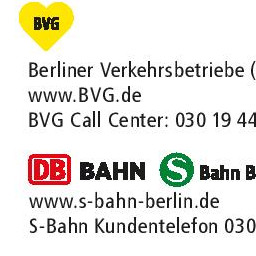 BVG
Berliner Verkehrsbetriebe (
www.BVG.de
BVG Call Center: 030 19 44
DB BAHN S Bahn B
www.s-bahn-berlin.de
S-Bahn Kundentelefon 030